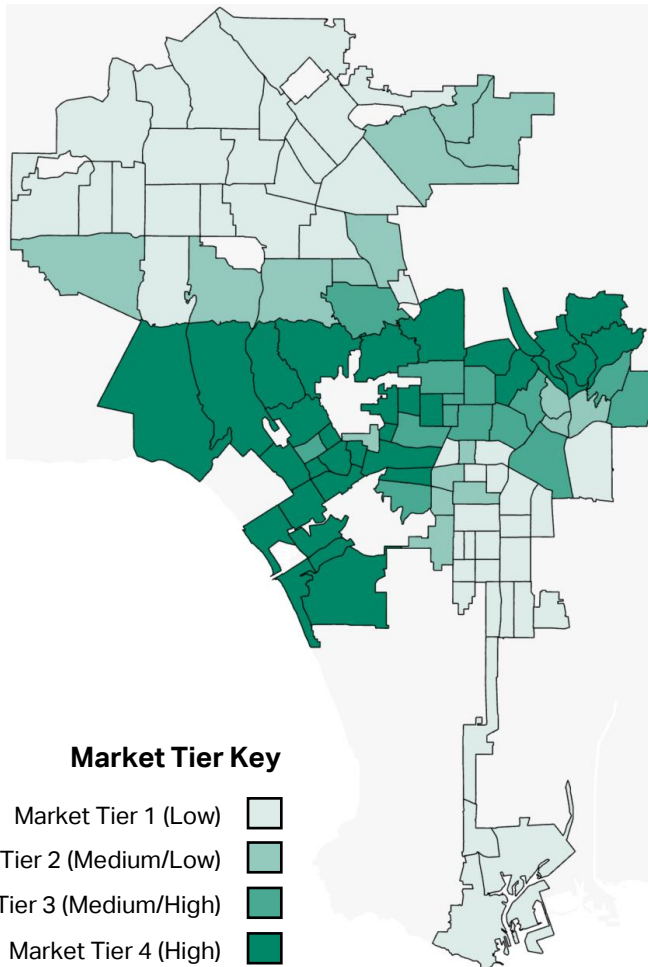 Market Tier Key
Market Tier 1 (Low)
Tier 2 (Medium/Low)
Tier 3 (Medium/High)
Market Tier 4 (High)